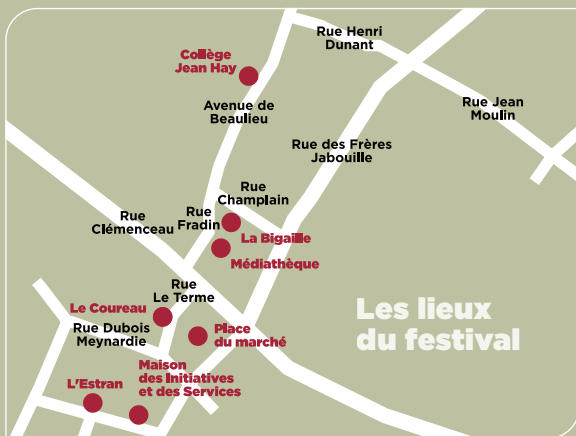 Rue Henri
Dunant
Collège
Jean Hay
Rue Jean
Moulin
Avenue de
Beaulieu
Rue des Frères
Jabouille
Rue
Champlain
Rue
Clémenceau
Rue
Fradin
La Bigaille
Médiathèque
Rue
Le Terme
Le Coureau
Les lieux
du festival
Rue Dubois
Meynardie
Place
du marché
Maison
des Initiatives
et des Services
L'Estran